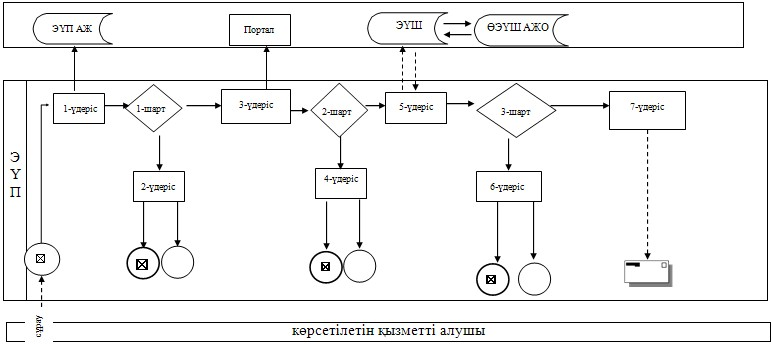 ЭҮП АЖ
Портал
ЭҮШ
ӨЭҮШ АЖО
1-үдеріс
1-шарт
3-үдеріс
2-шарт
5-үдеріс
3-шарт
7-үдеріс
Э
Ү
П
2-үдеріс
4-үдеріс
6-үдеріс
сұрау
көрсетілетін қызметті алушы